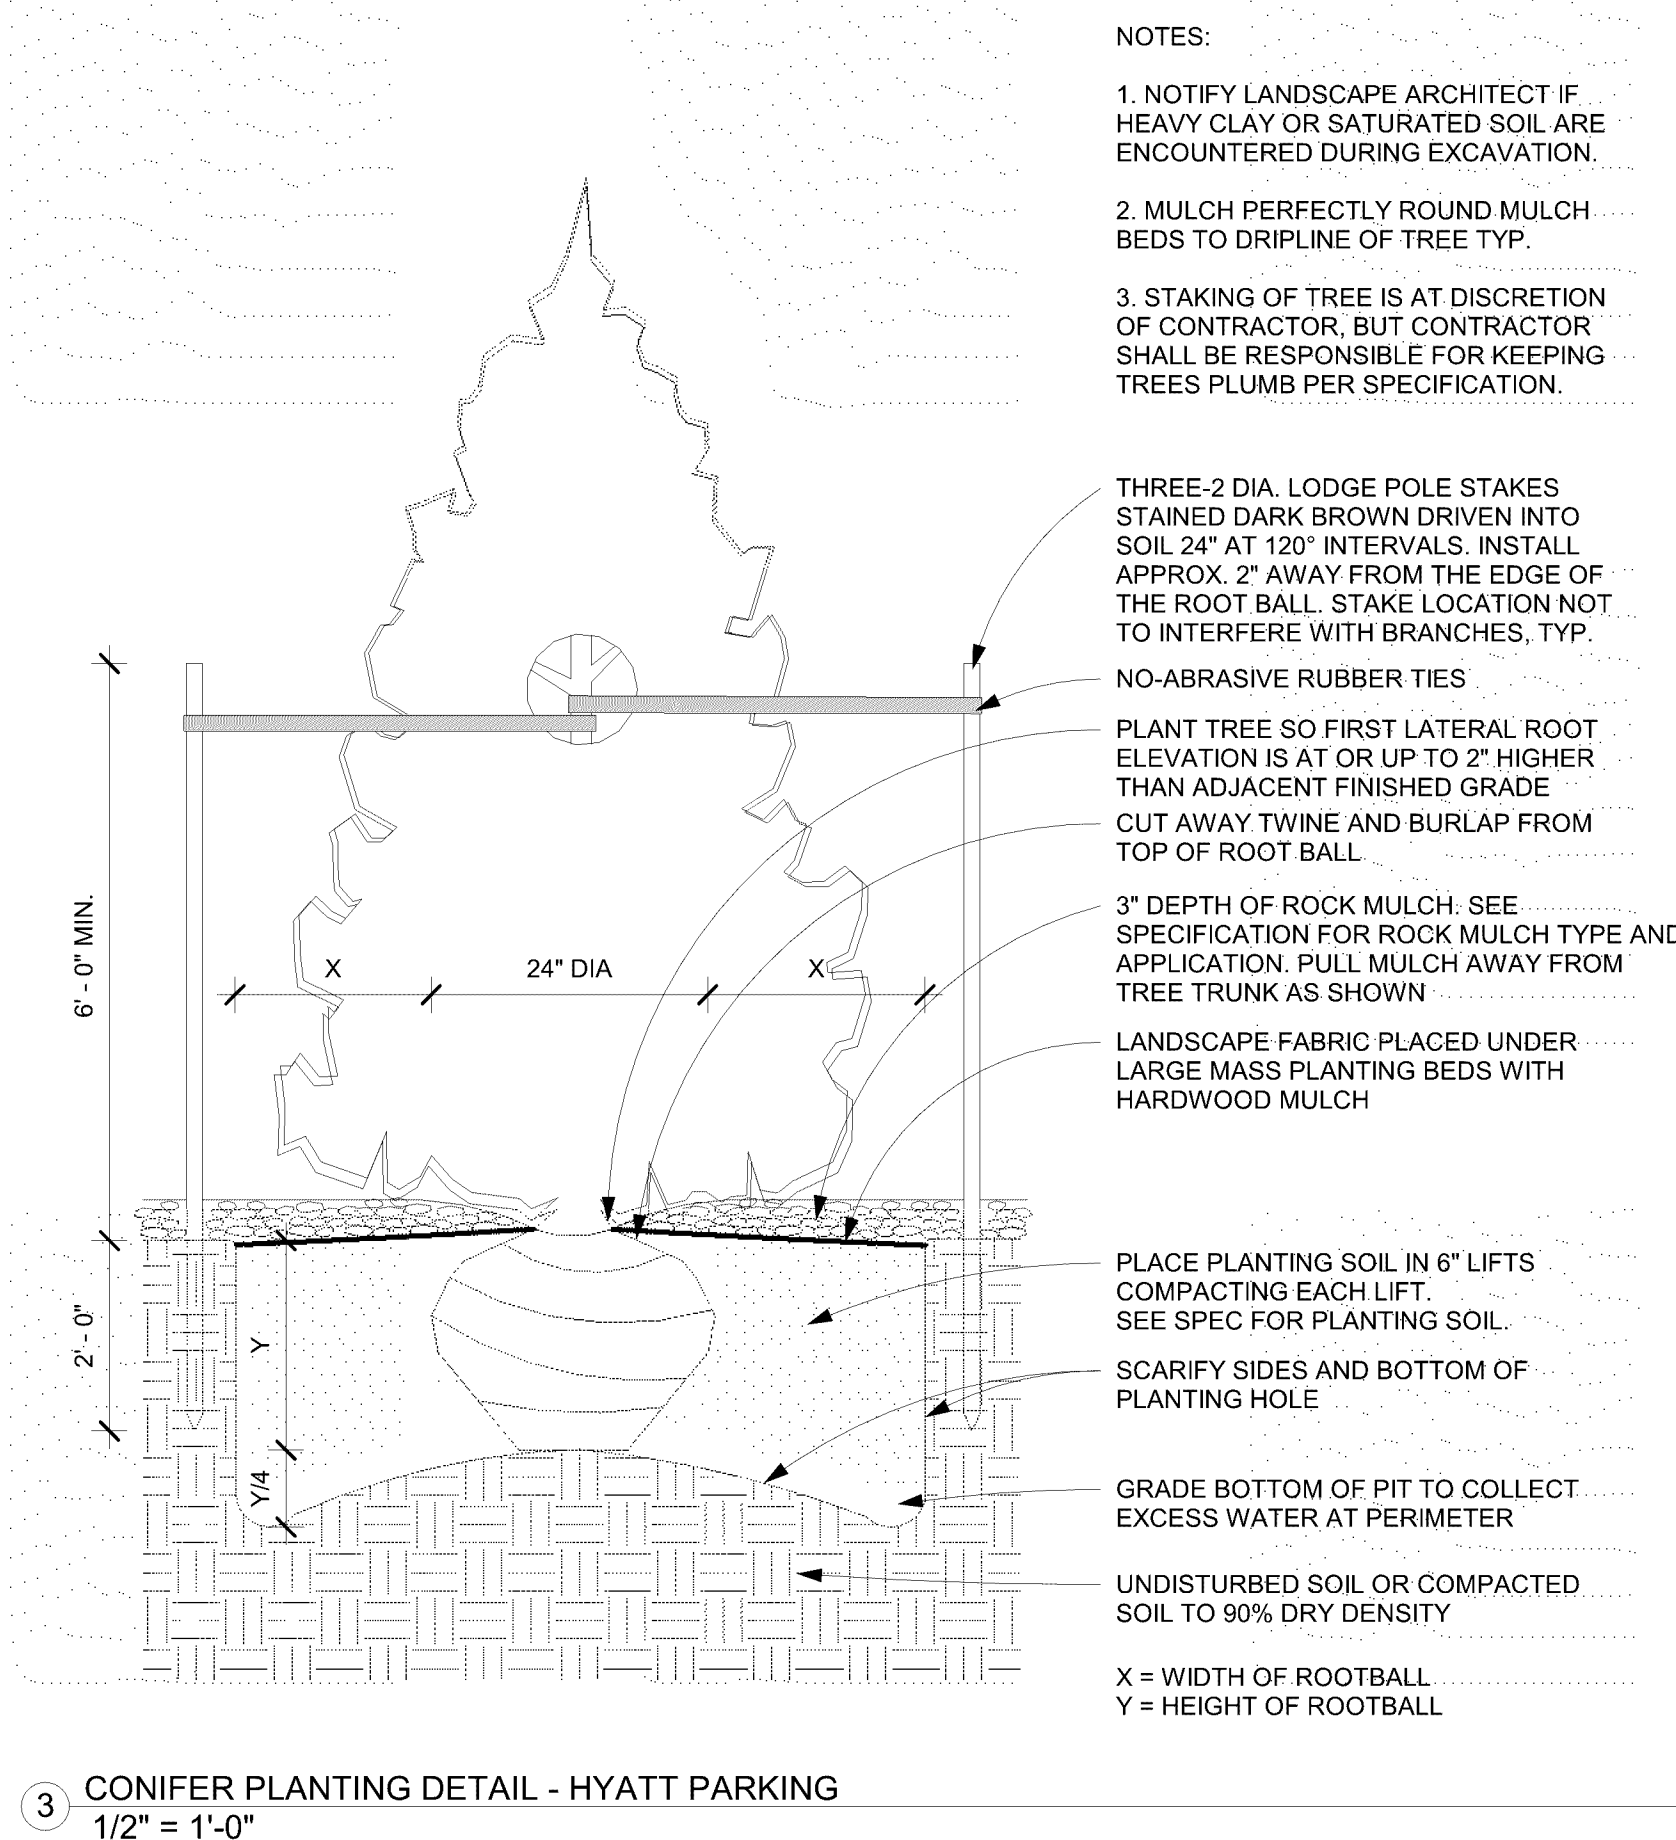 NOTES:
1. NOTIFY LANDSCAPE ARCHITECT IF
HEAVY CLAY OR SATURATED SOIL ARE
ENCOUNTERED DURING EXCAVATION.
2. MULCH PERFECTLY ROUND MULCH
BEDS TO DRIPLINE OF TREE TYP.
3. STAKING OF TREE IS AT DISCRETION
OF CONTRACTOR, BUT CONTRACTOR
SHALL BE RESPONSIBLE FOR KEEPING
TREES PLUMB PER SPECIFICATION.
THREE-2 DIA. LODGE POLE STAKES
STAINED DARK BROWN DRIVEN INTO
SOIL 24" AT 120° INTERVALS. INSTALL
APPROX. 2" AWAY FROM THE EDGE OF
THE ROOT BALL. STAKE LOCATION NOT
TO INTERFERE WITH BRANCHES, TYP.
NO-ABRASIVE RUBBER TIES
PLANT TREE SO FIRST LATERAL ROOT
ELEVATION IS AT OR UP TO 2" HIGHER
THAN ADJACENT FINISHED GRADE
CUT AWAY TWINE AND BURLAP FROM
TOP OF ROOT BALL
3" DEPTH OF ROCK MULCH. SEE
SPECIFICATION FOR ROCK MULCH TYPE AND
APPLICATION. PULL MULCH AWAY FROM
TREE TRUNK AS SHOWN
LANDSCAPE FABRIC PLACED UNDER
LARGE MASS PLANTING BEDS WITH
HARDWOOD MULCH
PLACE PLANTING SOIL IN 6" LIFTS
COMPACTING EACH LIFT.
SEE SPEC FOR PLANTING SOIL.
SCARIFY SIDES AND BOTTOM OF
PLANTING HOLE
GRADE BOTTOM OF PIT TO COLLECT
EXCESS WATER AT PERIMETER
UNDISTURBED SOIL OR COMPACTED
SOIL TO 90% DRY DENSITY
X = WIDTH OF ROOTBALL
Y = HEIGHT OF ROOTBALL
6' - 0" MIN.
X
24" DIA
X
2' - 0"
Y
Y/4
3
CONIFER PLANTING DETAIL - HYATT PARKING
1/2" = 1'-0"